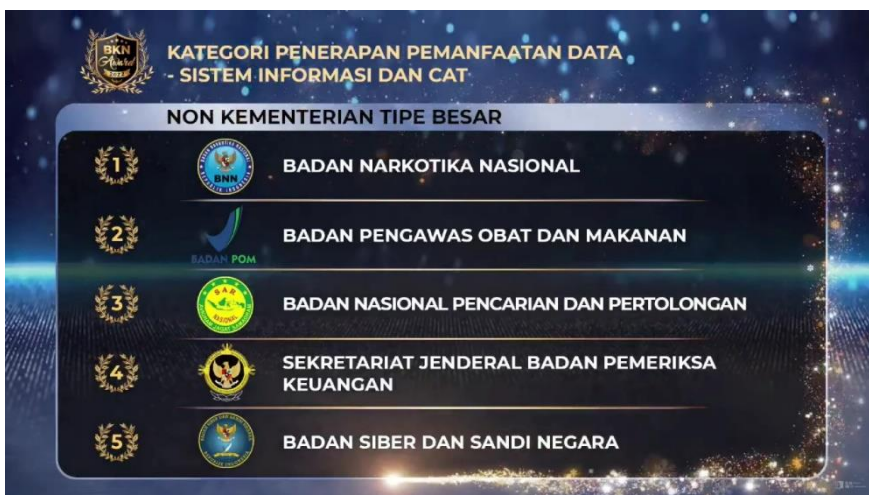 BKN
Award
KATEGORI PENERAPAN PEMANFAATAN DATA
- SISTEM INFORMASI DAN CAT
NON KEMENTERIAN TIPE BESAR
1
BNN
BADAN NARKOTIKA NASIONAL
2
BADAN POM
BADAN PENGAWAS OBAT DAN MAKANAN
3
SAR
NASIONAL
BADAN NASIONAL PENCARIAN DAN PERTOLONGAN
4
SEKRETARIAT JENDERAL BADAN PEMERIKSA
KEUANGAN
5
BADAN SIBER DAN SANDI NEGARA